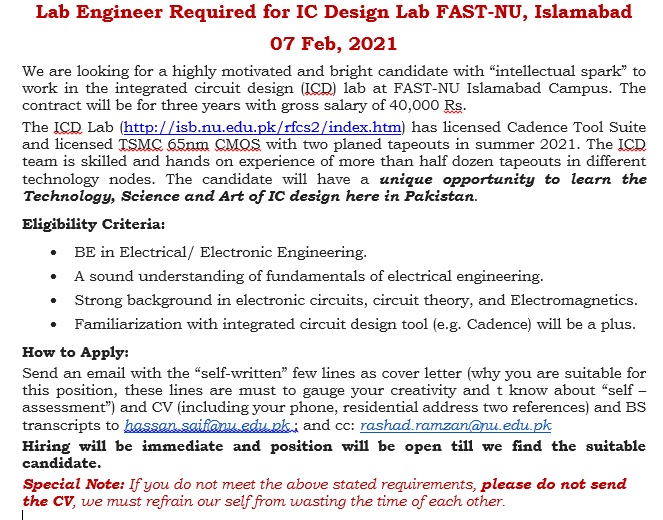 Lab Engineer Required for IC Design Lab FAST-NU, Islamabad
07 Feb, 2021
We are looking for a highly motivated and bright candidate with “intellectual spark” to
work in the integrated circuit design (ICD) lab at FAST-NU Islamabad Campus. The
contract will be for three years with gross salary of 40,000 Rs.
The ICD Lab (http://isb.nu.edu.pk/rfcs2/index.htm) has licensed Cadence Tool Suite
and licensed TSMC 65nm CMOS with two planed tapeouts in summer 2021. The ICD
team is skilled and hands on experience of more than half dozen tapeouts in different
technology nodes. The candidate will have a unique opportunity to learn the
Technology, Science and Art of IC design here in Pakistan.
Eligibility Criteria:
• BE in Electrical/ Electronic Engineering.
• A sound understanding of fundamentals of electrical engineering.
• Strong background in electronic circuits, circuit theory, and Electromagnetics.
• Familiarization with integrated circuit design tool (e.g. Cadence) will be a plus.
How to Apply:
Send an email with the “self-written” few lines as cover letter (why you are suitable for
this position, these lines are must to gauge your creativity and t know about “self –
assessment”) and CV (including your phone, residential address two references) and BS
transcripts to hassan.saif@nu.edu.pk ; and cc: rashad.ramzan@nu.edu.pk
Hiring will be immediate and position will be open till we find the suitable
candidate.
Special Note: If you do not meet the above stated requirements, please do not send
the CV, we must refrain our self from wasting the time of each other.